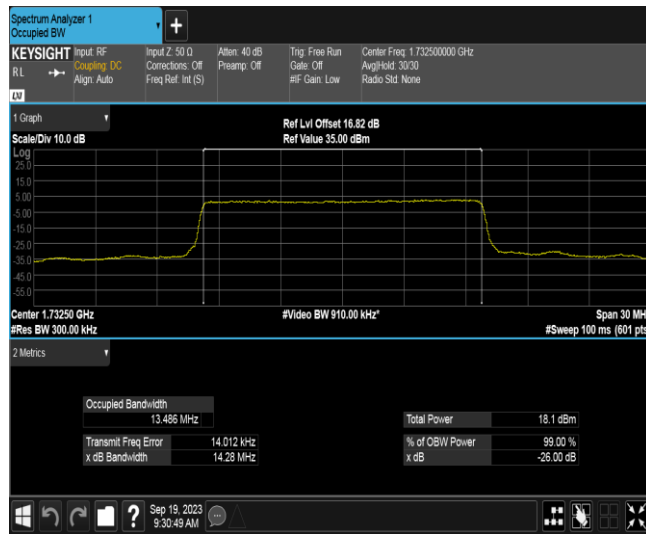 Spectrum Analyzer 1
Occupied BW
+
KEYSIGHT
RL
LXI
Input: RF
Coupling: DC
Align: Auto
Input Z: 50 Ω
Corrections: Off
Freq Ref: Int (S)
Atten: 40 dB
Preamp: Off
Trig: Free Run
Gate: Off
#IF Gain: Low
Center Freq: 1.732500000 GHz
Avg|Hold: 30/30
Radio Std: None
1 Graph
Scale/Div 10.0 dB
Ref Lvl Offset 16.82 dB
Ref Value 35.00 dBm
Log
25.0
15.0
5.00
-5.00
-15.0
-25.0
-35.0
-45.0
-55.0
Center 1.73250 GHz
#Res BW 300.00 kHz
#Video BW 910.00 kHz*
Span 30 MH
#Sweep 100 ms (601 pts
2 Metrics
Occupied Bandwidth
13.486 MHz
Transmit Freq Error 14.012 kHz
x dB Bandwidth 14.28 MHz
Total Power 18.1 dBm
% of OBW Power 99.00 %
x dB -26.00 dB
?
Sep 19, 2023
9:30:49 AM